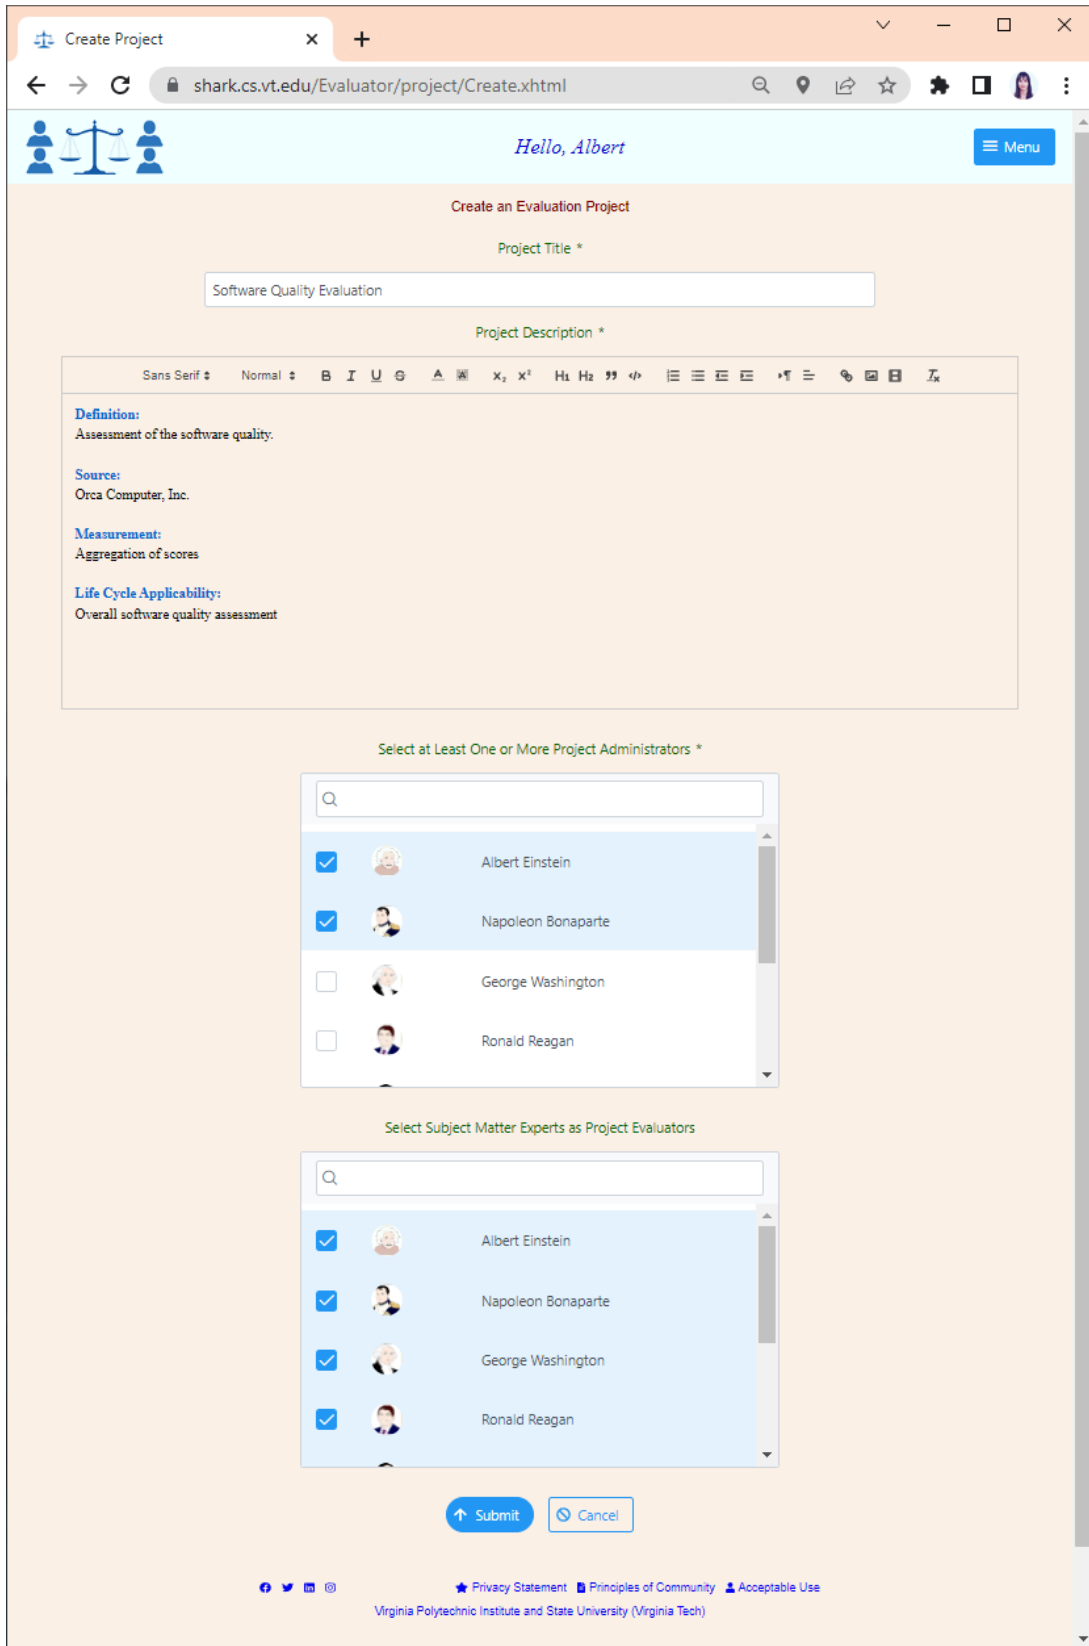 Create Project
shark.cs.vt.edu/Evaluator/project/Create.xhtml
Hello, Albert
Menu
Create an Evaluation Project
Project Title *
Software Quality Evaluation
Project Description *
Sans Serif Normal B I U S A A X₂ X² H1 H2
Definition:
Assessment of the software quality.
Source:
Orca Computer, Inc.
Measurement:
Aggregation of scores
Life Cycle Applicability:
Overall software quality assessment
Select at Least One or More Project Administrators *
Albert Einstein
Napoleon Bonaparte
George Washington
Ronald Reagan
Select Subject Matter Experts as Project Evaluators
Albert Einstein
Napoleon Bonaparte
George Washington
Ronald Reagan
Submit Cancel
Privacy Statement Principles of Community Acceptable Use
Virginia Polytechnic Institute and State University (Virginia Tech)